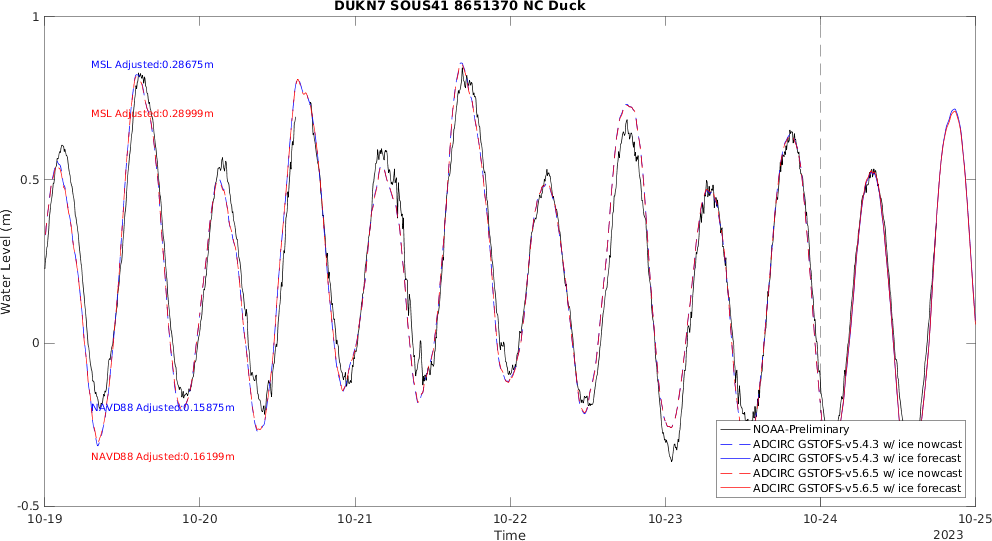 DUKN7 SOUS41 8651370 NC Duck
1
0.5
0
-0.5
Water Level (m)
MSL Adjusted:0.28675m
MSL Adjusted:0.28999m
NAVD88 Adjusted:0.15875m
NAVD88 Adjusted:0.16199m
NOAA-Preliminary
ADCIRC GSTOFS-v5.4.3 w/ ice nowcast
ADCIRC GSTOFS-v5.4.3 w/ ice forecast
ADCIRC GSTOFS-v5.6.5 w/ ice nowcast
ADCIRC GSTOFS-v5.6.5 w/ ice forecast
10-19 10-20 10-21 10-22 10-23 10-24 10-25
Time
2023